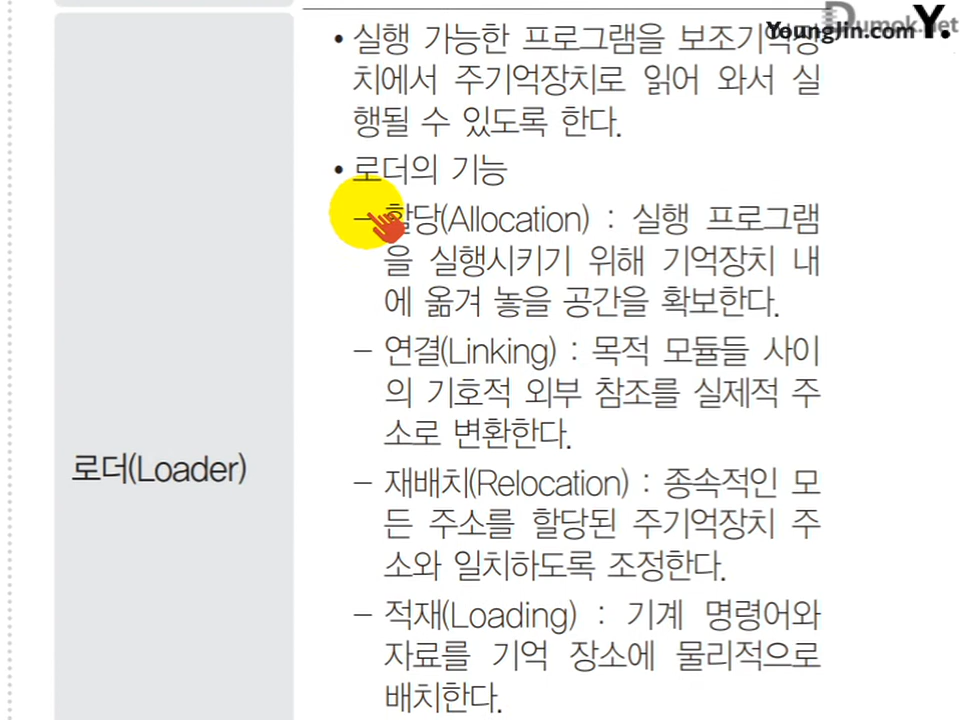 Dumok.net
YoungJin.com Y.
• 실행 가능한 프로그램을 보조기억장
치에서 주기억장치로 읽어 와서 실
행될 수 있도록 한다.
• 로더의 기능
– 할당(Allocation) : 실행 프로그램
을 실행시키기 위해 기억장치 내
에 옮겨 놓을 공간을 확보한다.
– 연결(Linking) : 목적 모듈들 사이
의 기호적 외부 참조를 실제적 주
소로 변환한다.
로더(Loader)
– 재배치(Relocation) : 종속적인 모
든 주소를 할당된 주기억장치 주
소와 일치하도록 조정한다.
– 적재(Loading) : 기계 명령어와
자료를 기억 장소에 물리적으로
배치한다.